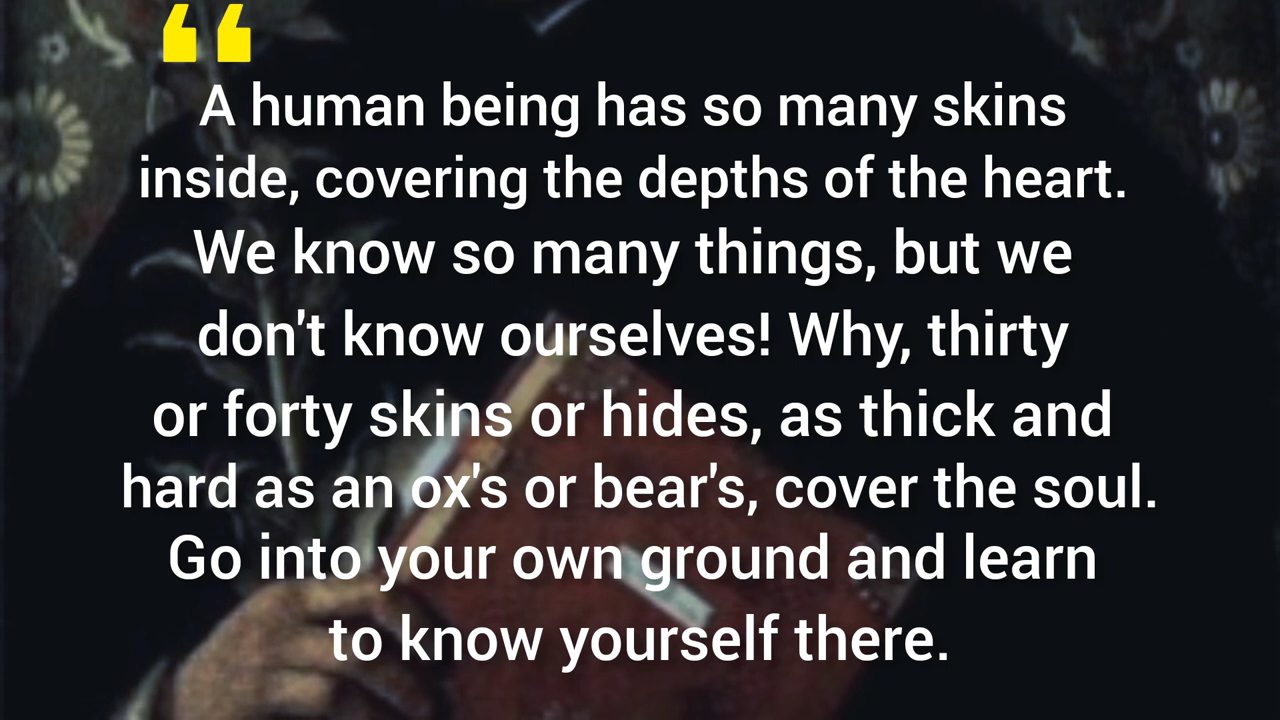 “
A human being has so many skins
inside, covering the depths of the heart.
We know so many things, but we
don't know ourselves! Why, thirty
or forty skins or hides, as thick and
hard as an ox's or bear's, cover the soul.
Go into your own ground and learn
to know yourself there.